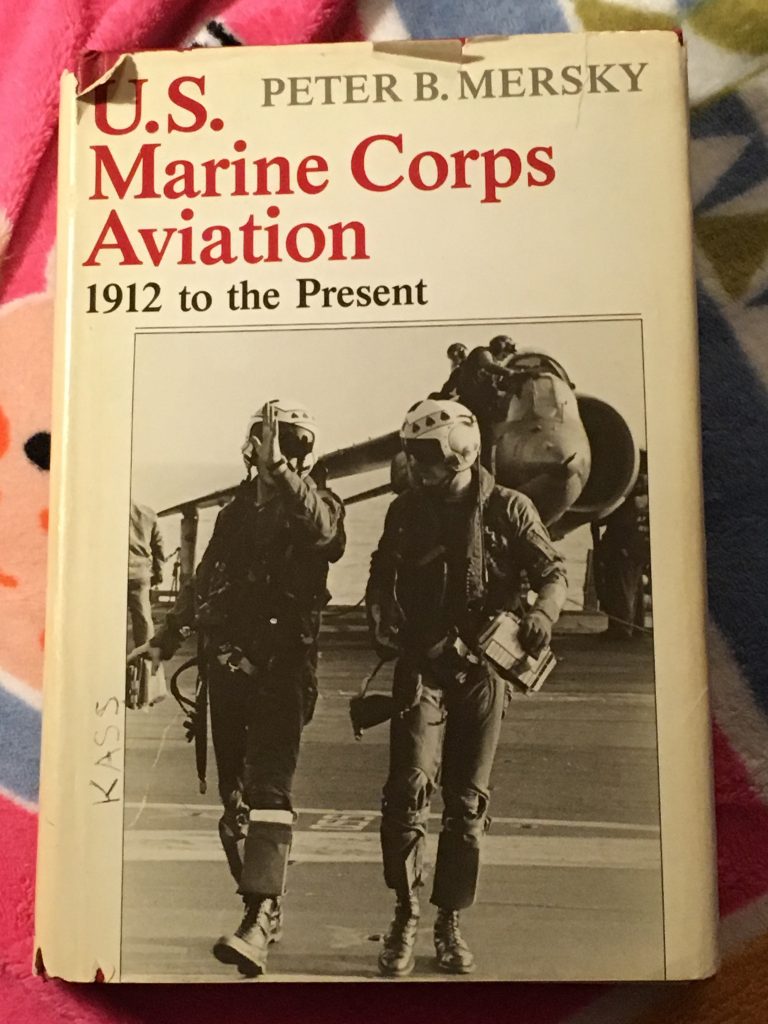 U.S.
PETER B. MERSKY
Marine Corps
Aviation
1912 to the Present
KASS